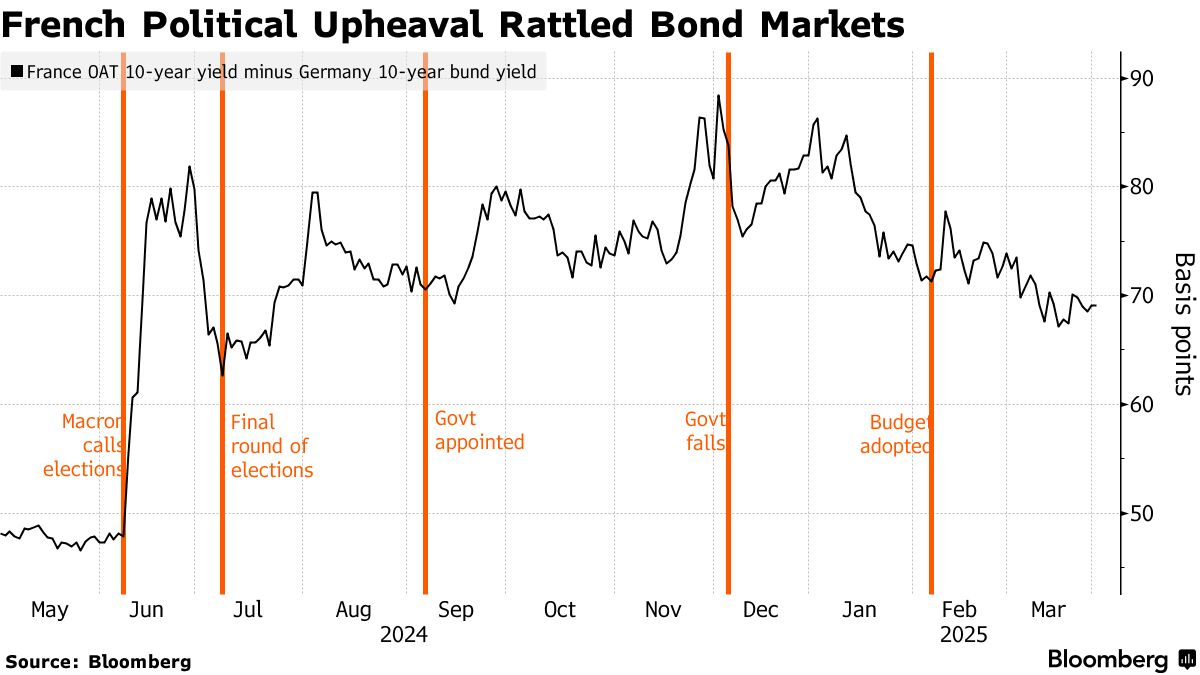 French Political Upheaval Rattled Bond Markets
France OAT 10-year yield minus Germany 10-year bund yield
90
80
70
60
50
Basis points
Macron
calls
elections
Final
round of
elections
Govt
appointed
Govt
falls
Budget
adopted
May Jun Jul Aug Sep Oct Nov Dec Jan Feb Mar
2024 2025
Source: Bloomberg
Bloomberg